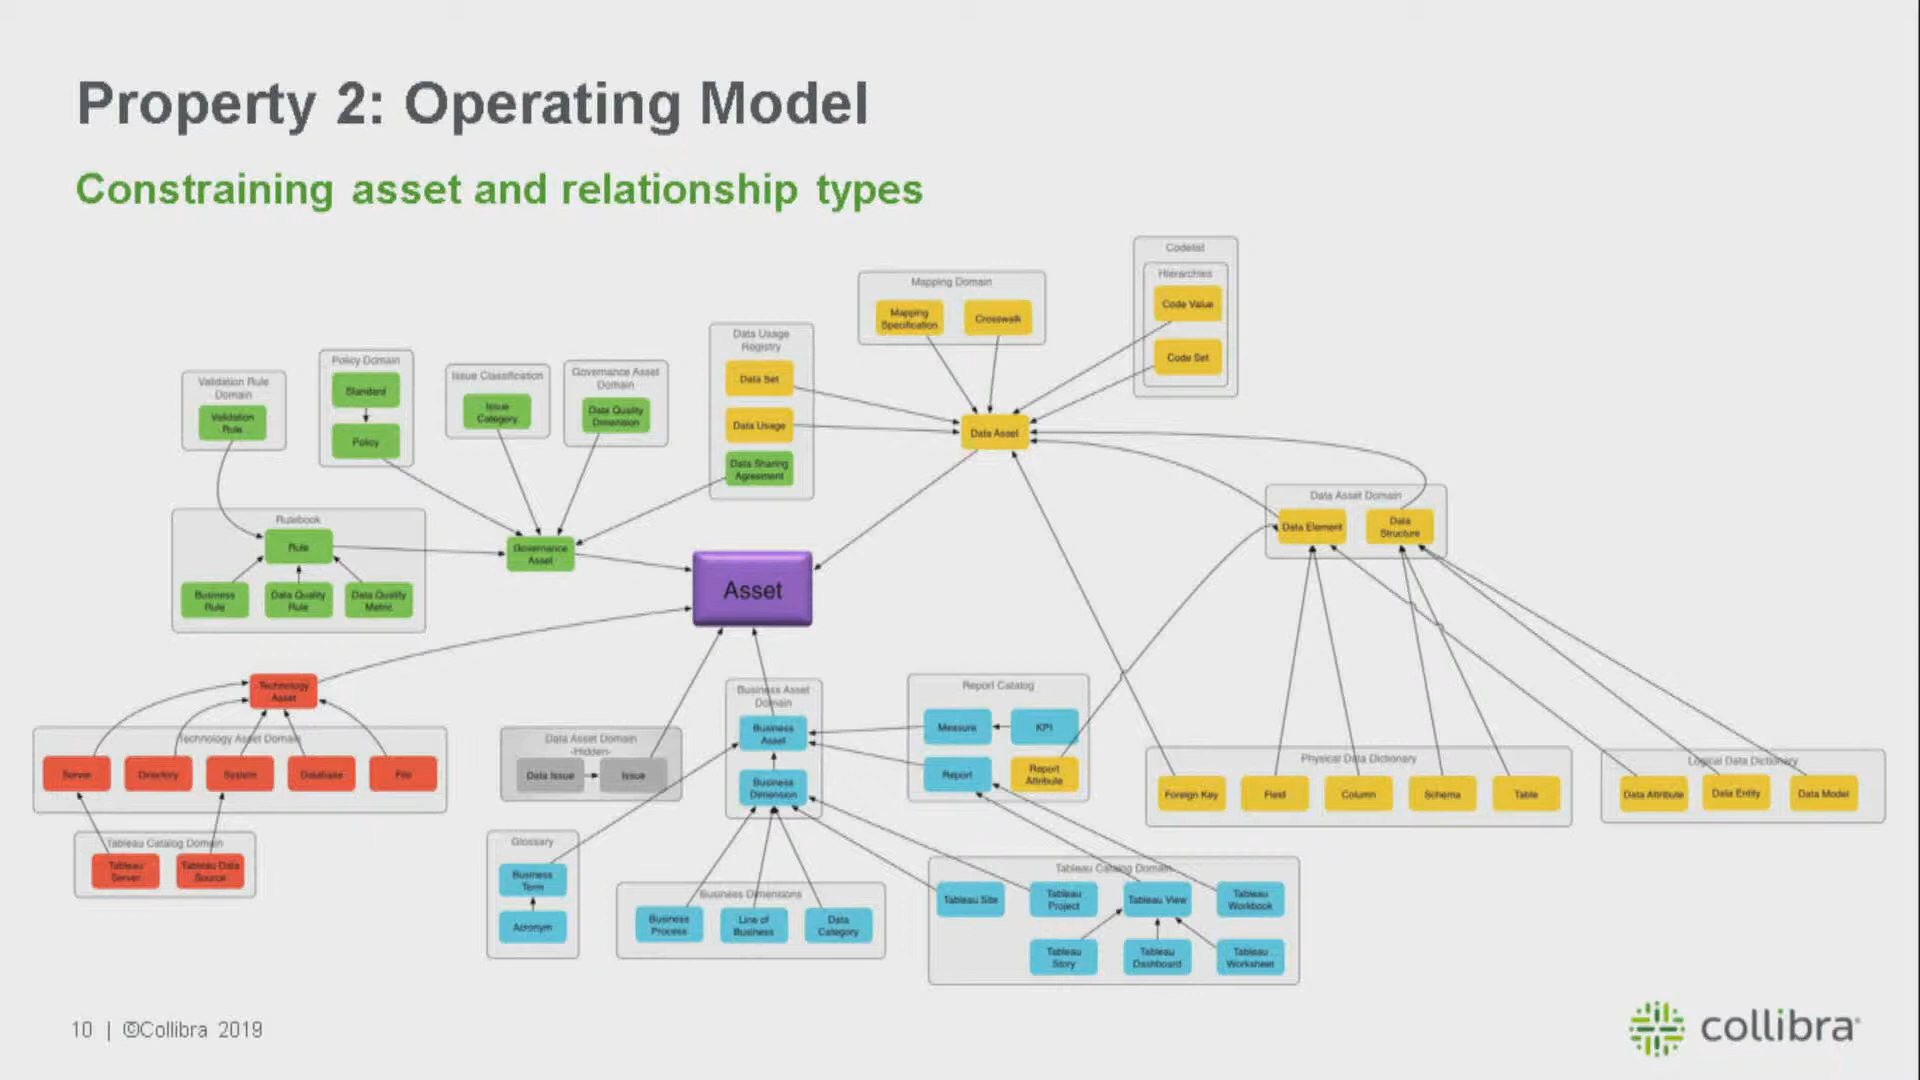 Property 2: Operating Model
Constraining asset and relationship types
Codelist
Hierarchies
Code Value
Code Set
Mapping Domain
Mapping
Specification
Crosswalk
Data Usage
Registry
Data Set
Data Usage
Data Sharing
Agreement
Policy Domain
Standard
Policy
Issue Classification
Issue
Category
Governance Asset
Domain
Data Quality
Dimension
Validation Rule
Domain
Validation
Rule
Data Asset
Data Asset Domain
Data Element
Data
Structure
Rulebook
Rule
Business
Rule
Data Quality
Rule
Data Quality
Metric
Governance
Asset
Asset
Technology
Asset
Technology Asset Domain
Server
Directory
System
Database
File
Tableau Catalog Domain
Tableau
Server
Tableau Data
Source
Data Asset Domain
-Hidden-
Data Issue
Issue
Business Asset
Domain
Business
Asset
Business
Dimension
Report Catalog
Measure
KPI
Report
Report
Attribute
Physical Data Dictionary
Foreign Key
Field
Column
Schema
Table
Logical Data Dictionary
Data Attribute
Data Entity
Data Model
Glossary
Business
Term
Acronym
Business Dimensions
Business
Process
Line of
Business
Data
Category
Tableau Catalog Domain
Tableau Site
Tableau
Project
Tableau View
Tableau
Workbook
Tableau
Story
Tableau
Dashboard
Tableau
Worksheet
10 | ©Collibra 2019
collibra